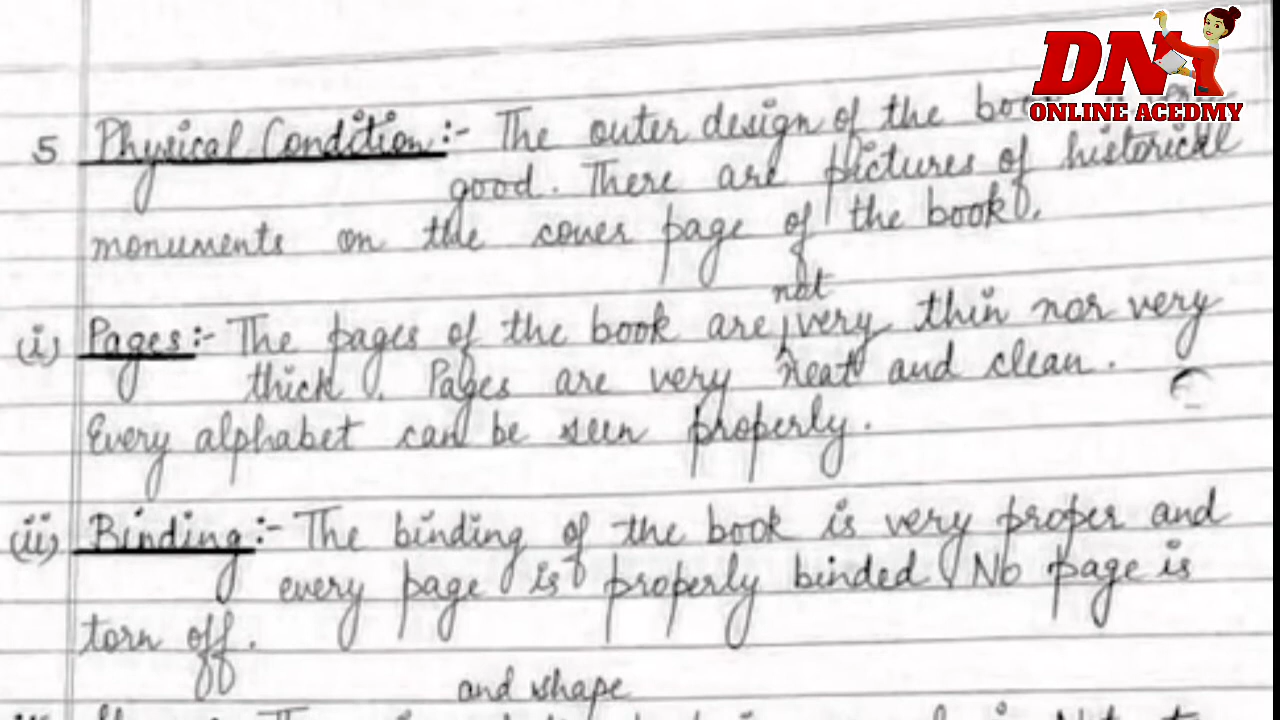 DN
ONLINE ACEDMY
5 Physical Condition :- The outer design of the
good. There are pictures of historical
monuments on the cover page of the book.
not
(i) Pages :- The pages of the book are very thin nor very
thick. Pages are very neat and clean.
Every alphabet can be seen properly.
(ii) Binding :- The binding of the book is very proper and
every page is properly binded. No page is
torn off.
and shape